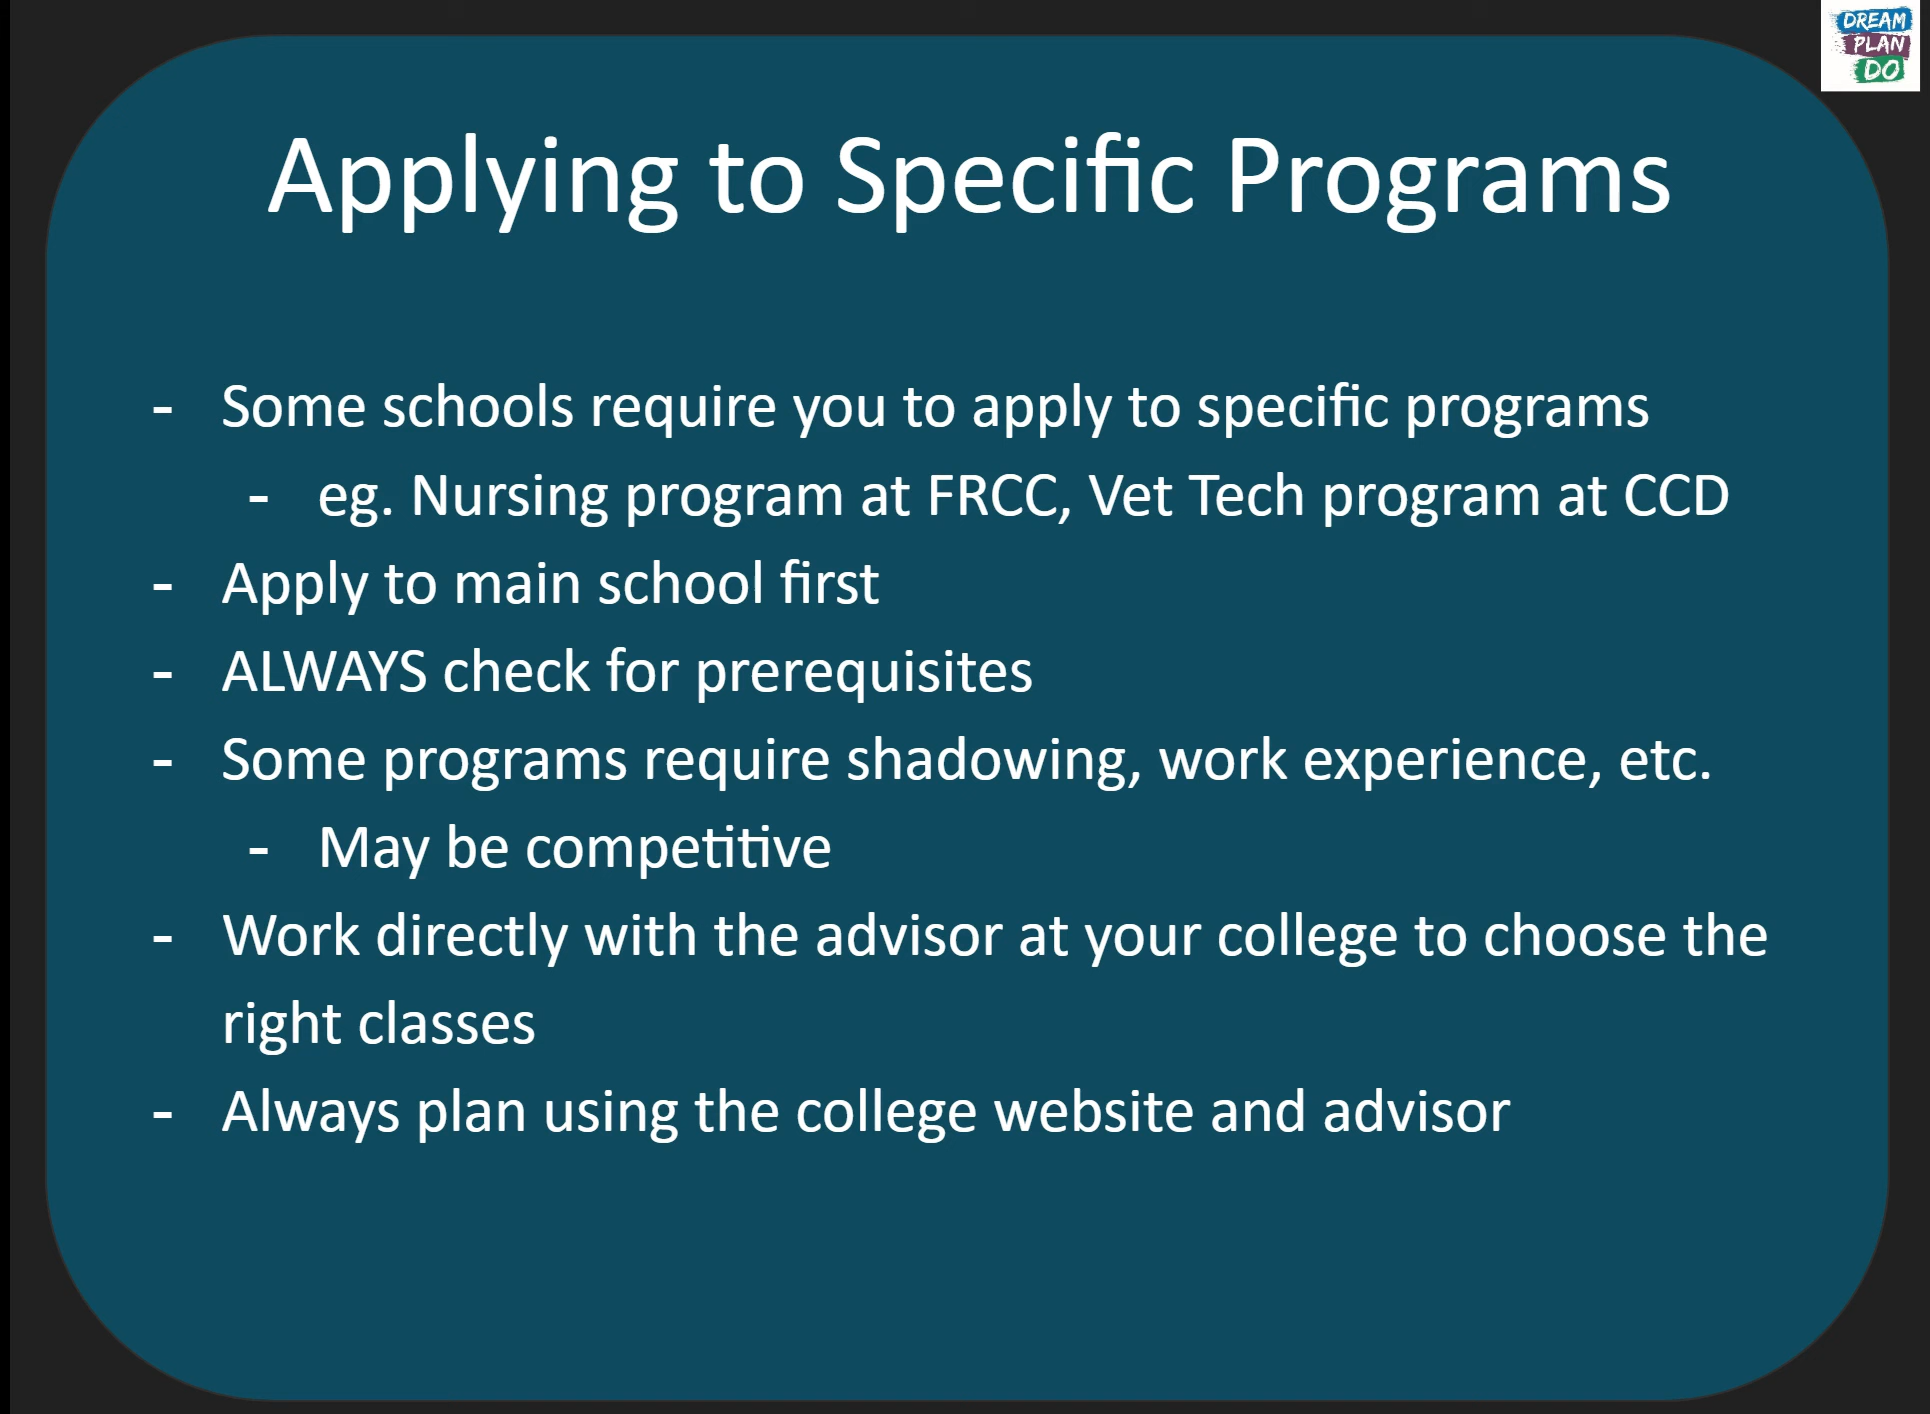 DREAM
PLAN
DO
Applying to Specific Programs
- Some schools require you to apply to specific programs
- eg. Nursing program at FRCC, Vet Tech program at CCD
- Apply to main school first
- ALWAYS check for prerequisites
- Some programs require shadowing, work experience, etc.
- May be competitive
- Work directly with the advisor at your college to choose the
right classes
- Always plan using the college website and advisor